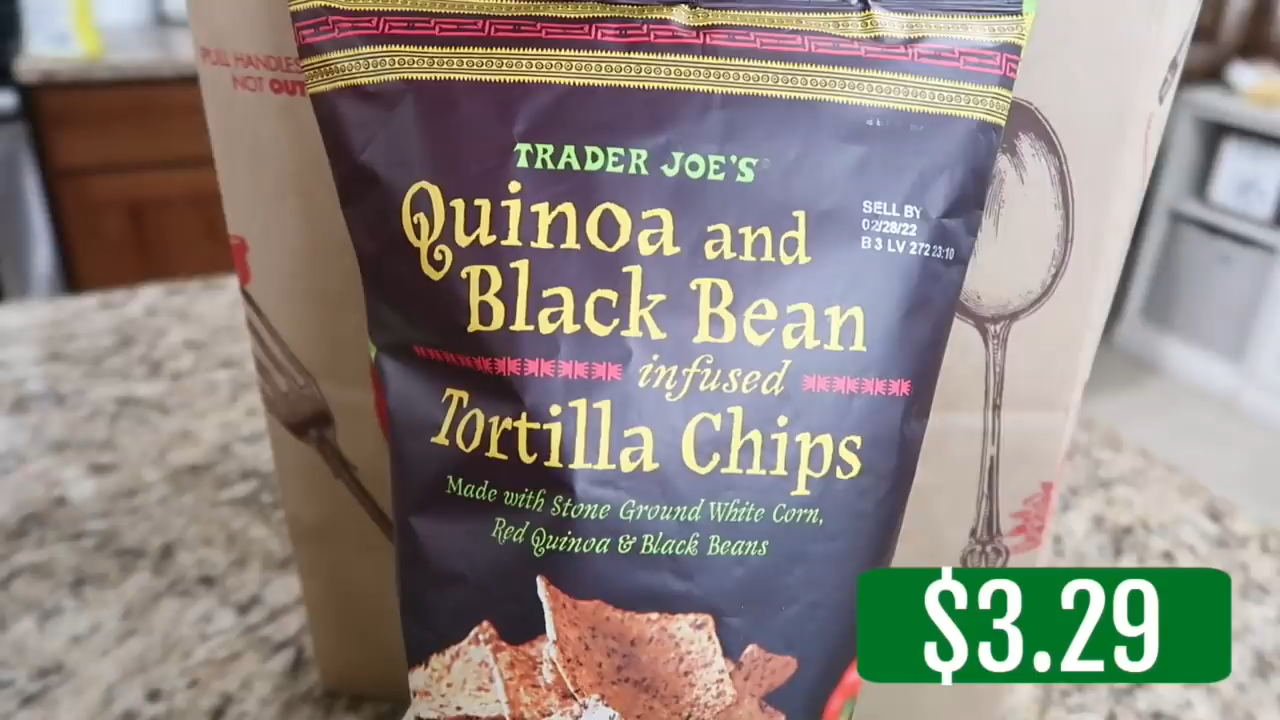 PULL HANDLES
NOT OUT
TRADER JOE'S
Quinoa and
Black Bean
infused
Tortilla Chips
Made with Stone Ground White Corn,
Red Quinoa & Black Beans
SELL BY
02/28/22
B 3 LV 272 23:10
$3.29